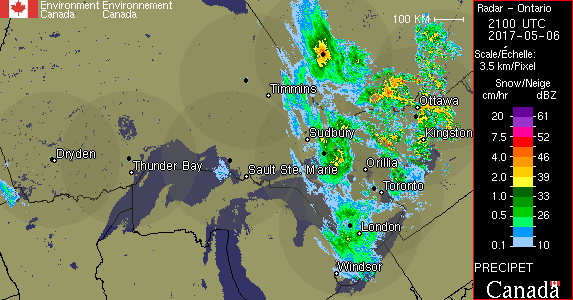 Environment Environnement
Canada Canada
100 KM
Timmins
Ottawa
Sudbury
Kingston
Dryden
Thunder Bay
Sault Ste. Marie
Orillia
Toronto
London
Windsor
Radar - Ontario
2100 UTC
2017-05-06
Scale/Échelle:
3.5 km/Pixel
Snow/Neige
cm/hr dBZ
20 61
7.5 52
4.0 46
2.0 39
1.0 33
0.5 26
0.1 10
PRECIPET
Canada